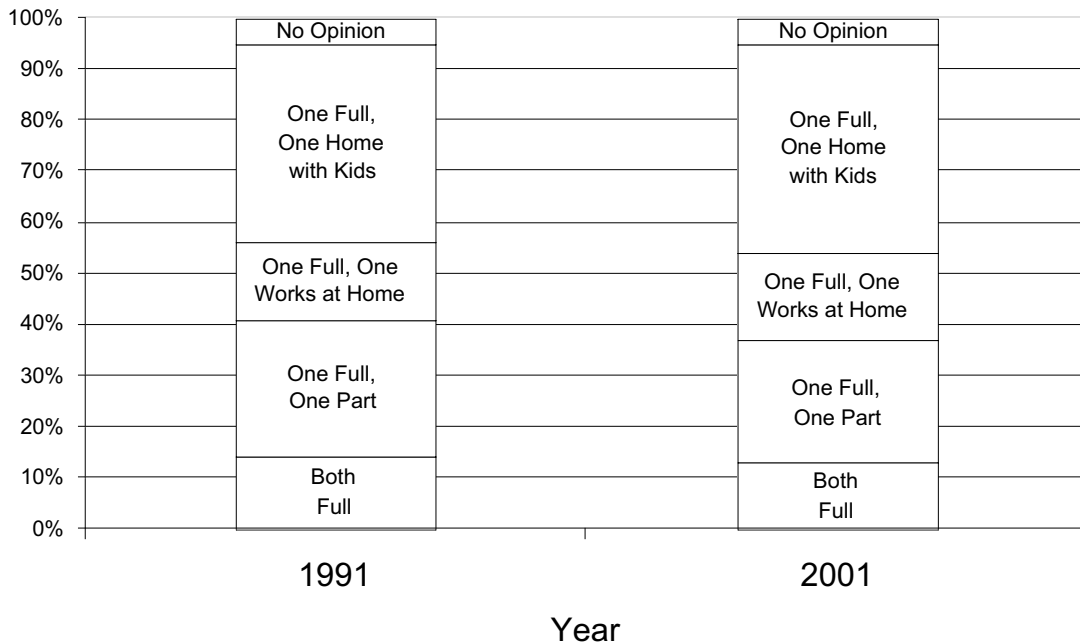 100%
90%
80%
70%
60%
50%
40%
30%
20%
10%
0%
No Opinion
One Full,
One Home
with Kids
One Full, One
Works at Home
One Full,
One Part
Both
Full
No Opinion
One Full,
One Home
with Kids
One Full, One
Works at Home
One Full,
One Part
Both
Full
1991
2001
Year